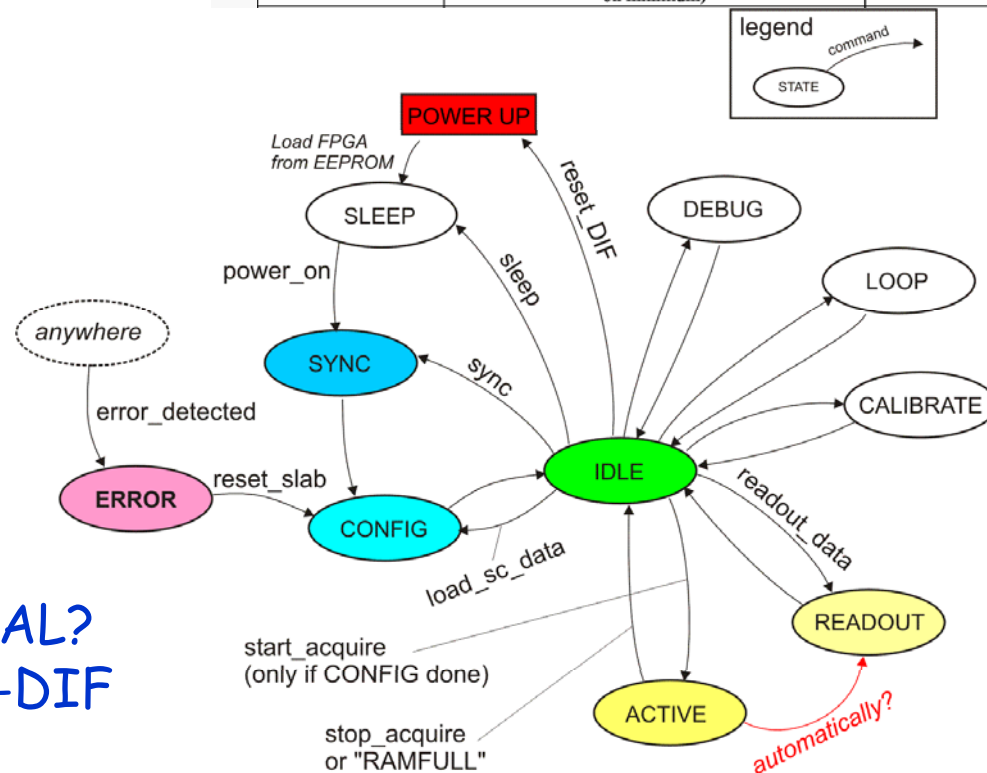 legend
command
STATE
POWER UP
Load FPGA
from EEPROM
SLEEP
reset_DIF
DEBUG
power_on
sleep
LOOP
anywhere
SYNC
sync
CALIBRATE
error_detected
IDLE
ERROR
reset_slab
readout_data
CONFIG
load_sc_data
AL?
-DIF
READOUT
start_acquire
(only if CONFIG done)
ACTIVE
automatically?
stop_acquire
or "RAMFULL"